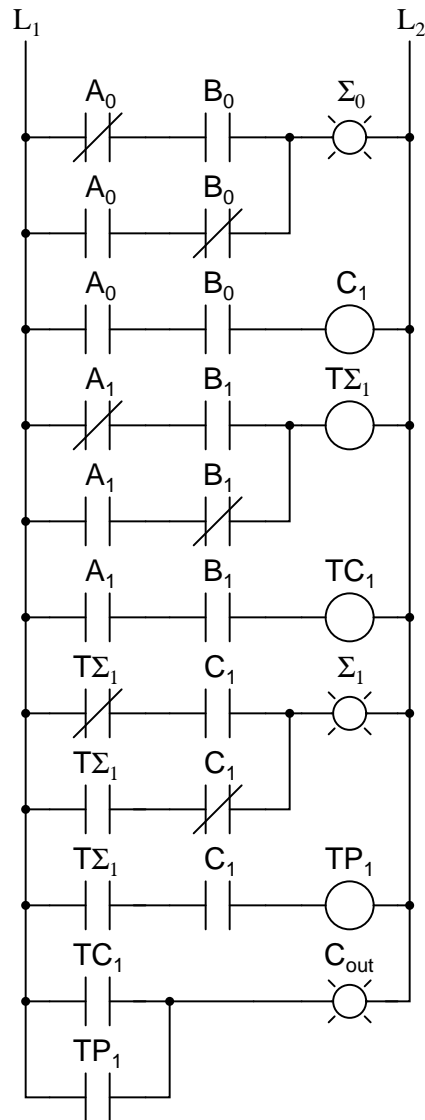 L₁ L₂
A₀ B₀ Σ₀
A₀ B₀
A₀ B₀ C₁
A₁ B₁ TΣ₁
A₁ B₁
A₁ B₁ TC₁
TΣ₁ C₁ Σ₁
TΣ₁ C₁
TΣ₁ C₁ TP₁
TC₁ C_out
TP₁